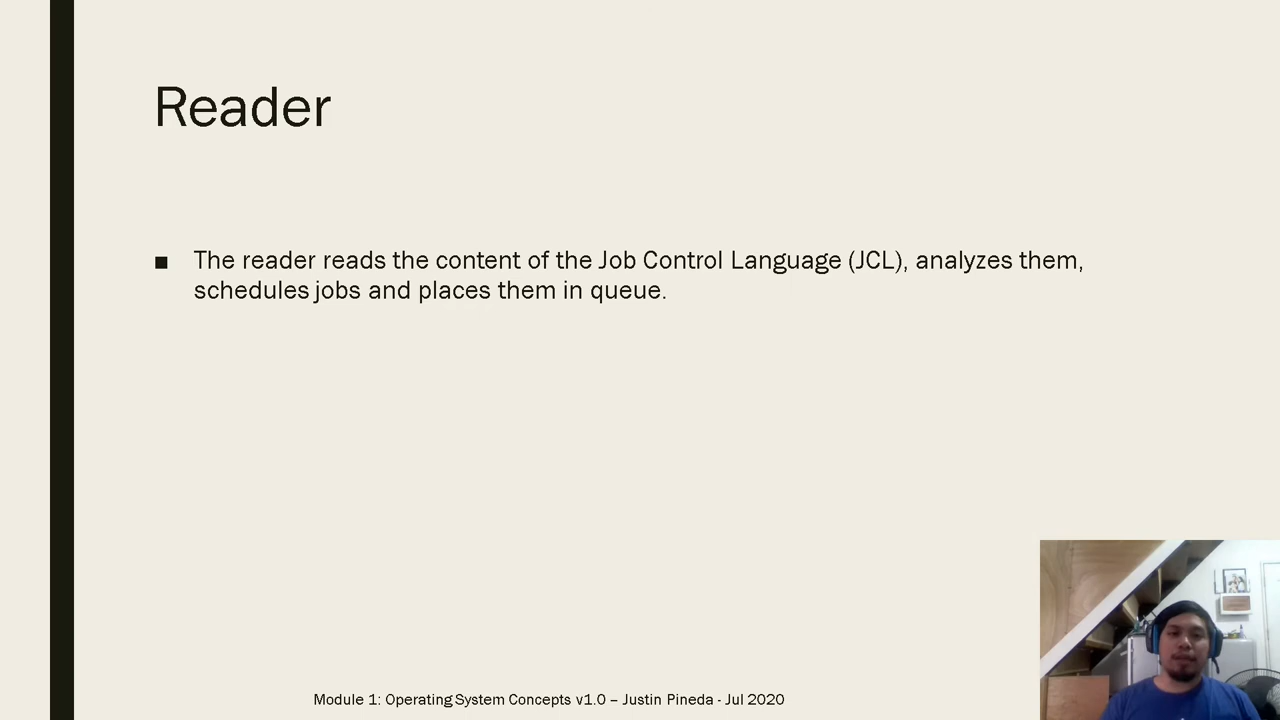 Reader
■ The reader reads the content of the Job Control Language (JCL), analyzes them,
schedules jobs and places them in queue.
Module 1: Operating System Concepts v1.0 – Justin Pineda - Jul 2020